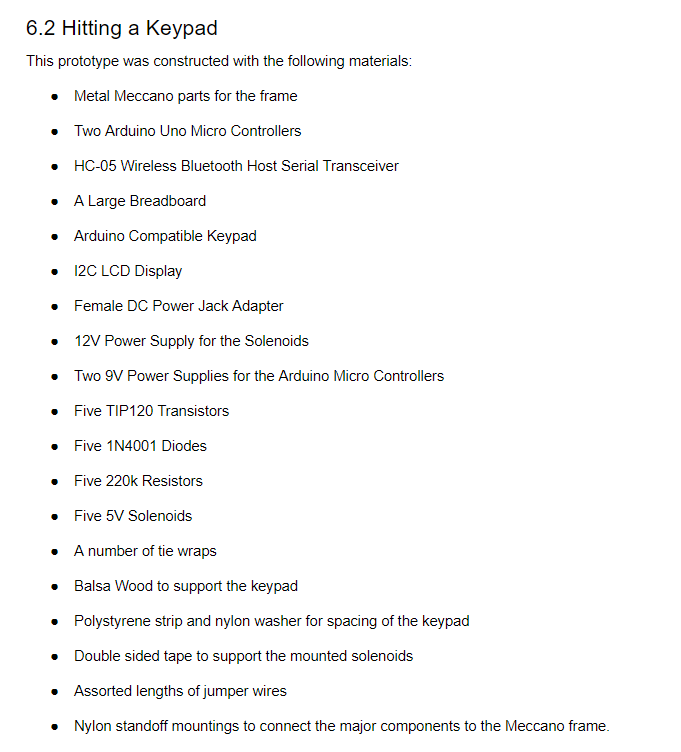 6.2 Hitting a Keypad
This prototype was constructed with the following materials:
● Metal Meccano parts for the frame
● Two Arduino Uno Micro Controllers
● HC-05 Wireless Bluetooth Host Serial Transceiver
● A Large Breadboard
● Arduino Compatible Keypad
● I2C LCD Display
● Female DC Power Jack Adapter
● 12V Power Supply for the Solenoids
● Two 9V Power Supplies for the Arduino Micro Controllers
● Five TIP120 Transistors
● Five 1N4001 Diodes
● Five 220k Resistors
● Five 5V Solenoids
● A number of tie wraps
● Balsa Wood to support the keypad
● Polystyrene strip and nylon washer for spacing of the keypad
● Double sided tape to support the mounted solenoids
● Assorted lengths of jumper wires
● Nylon standoff mountings to connect the major components to the Meccano frame.